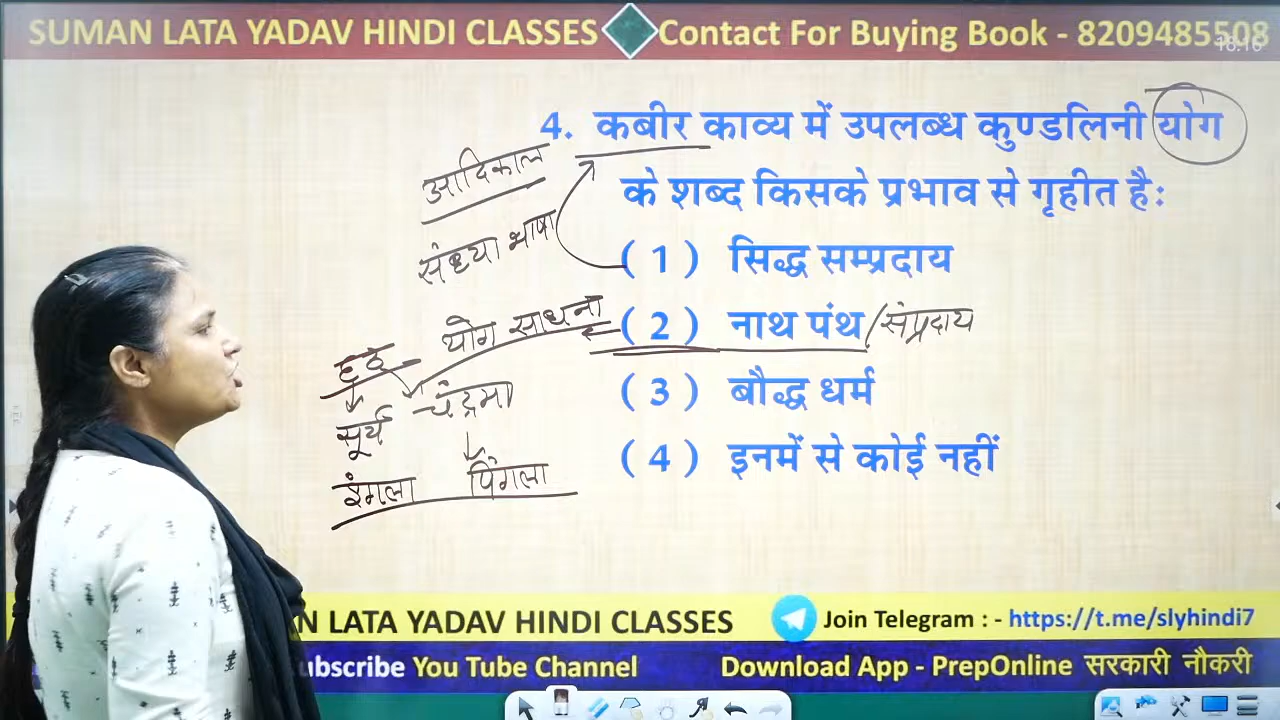 SUMAN LATA YADAV HINDI CLASSES Contact For Buying Book - 8209485508
18:16
4. कबीर काव्य में उपलब्ध कुण्डलिनी योग
के शब्द किसके प्रभाव से गृहीत है:
(1) सिद्ध सम्प्रदाय
(2) नाथ पंथ/संप्रदाय
(3) बौद्ध धर्म
(4) इनमें से कोई नहीं
आदिकाल
संध्या भाषा
योग साधना
हठ
सूर्य चंद्रमा
इंगला पिंगला
N LATA YADAV HINDI CLASSES Join Telegram : - https://t.me/slyhindi7
ubscribe You Tube Channel Download App - PrepOnline सरकारी नौकरी